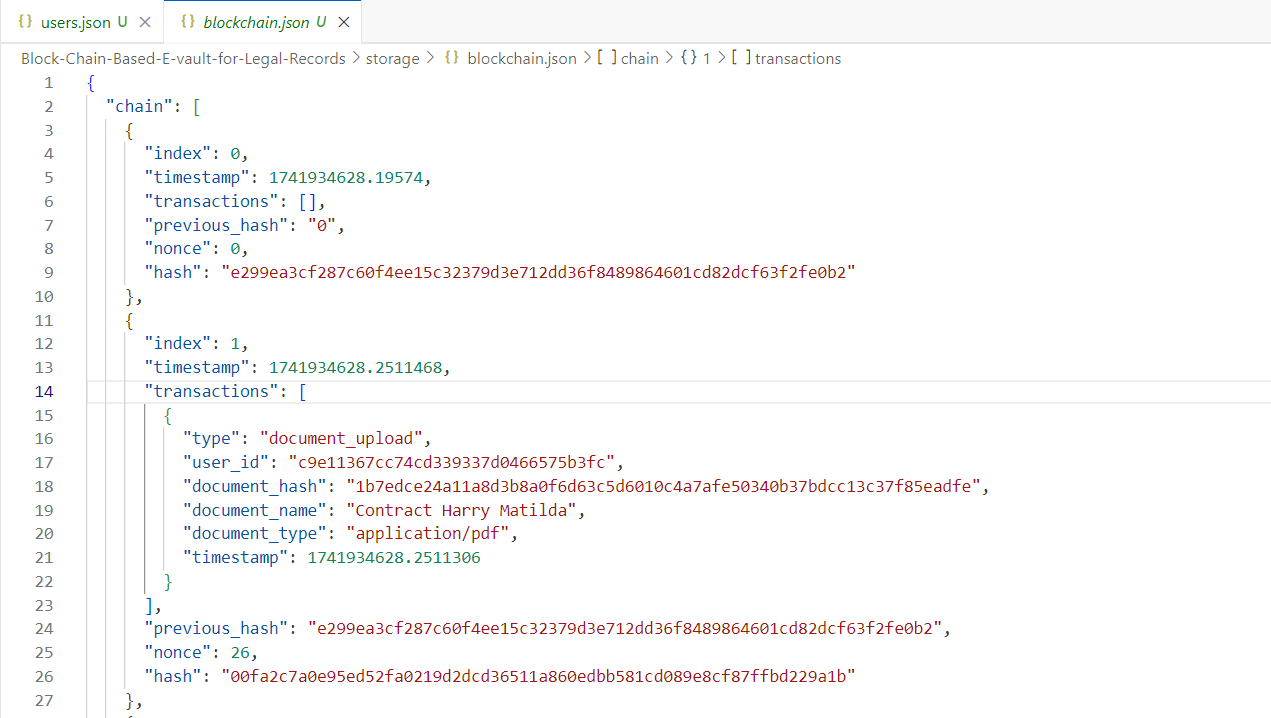 users.json U
blockchain.json U
Block-Chain-Based-E-vault-for-Legal-Records > storage > {} blockchain.json > [ ] chain > {} 1 > [ ] transactions
1 {
2 "chain": [
3 {
4 "index": 0,
5 "timestamp": 1741934628.19574,
6 "transactions": [],
7 "previous_hash": "0",
8 "nonce": 0,
9 "hash": "e299ea3cf287c60f4ee15c32379d3e712dd36f8489864601cd82dcf63f2fe0b2"
10 },
11 {
12 "index": 1,
13 "timestamp": 1741934628.2511468,
14 "transactions": [
15 {
16 "type": "document_upload",
17 "user_id": "c9e11367cc74cd339337d0466575b3fc",
18 "document_hash": "1b7edce24a11a8d3b8a0f6d63c5d6010c4a7afe50340b37bdcc13c37f85eadfe",
19 "document_name": "Contract Harry Matilda",
20 "document_type": "application/pdf",
21 "timestamp": 1741934628.2511306
22 }
23 ],
24 "previous_hash": "e299ea3cf287c60f4ee15c32379d3e712dd36f8489864601cd82dcf63f2fe0b2",
25 "nonce": 26,
26 "hash": "00fa2c7a0e95ed52fa0219d2dcd36511a860edbb581cd089e8cf87ffbd229a1b"
27 },